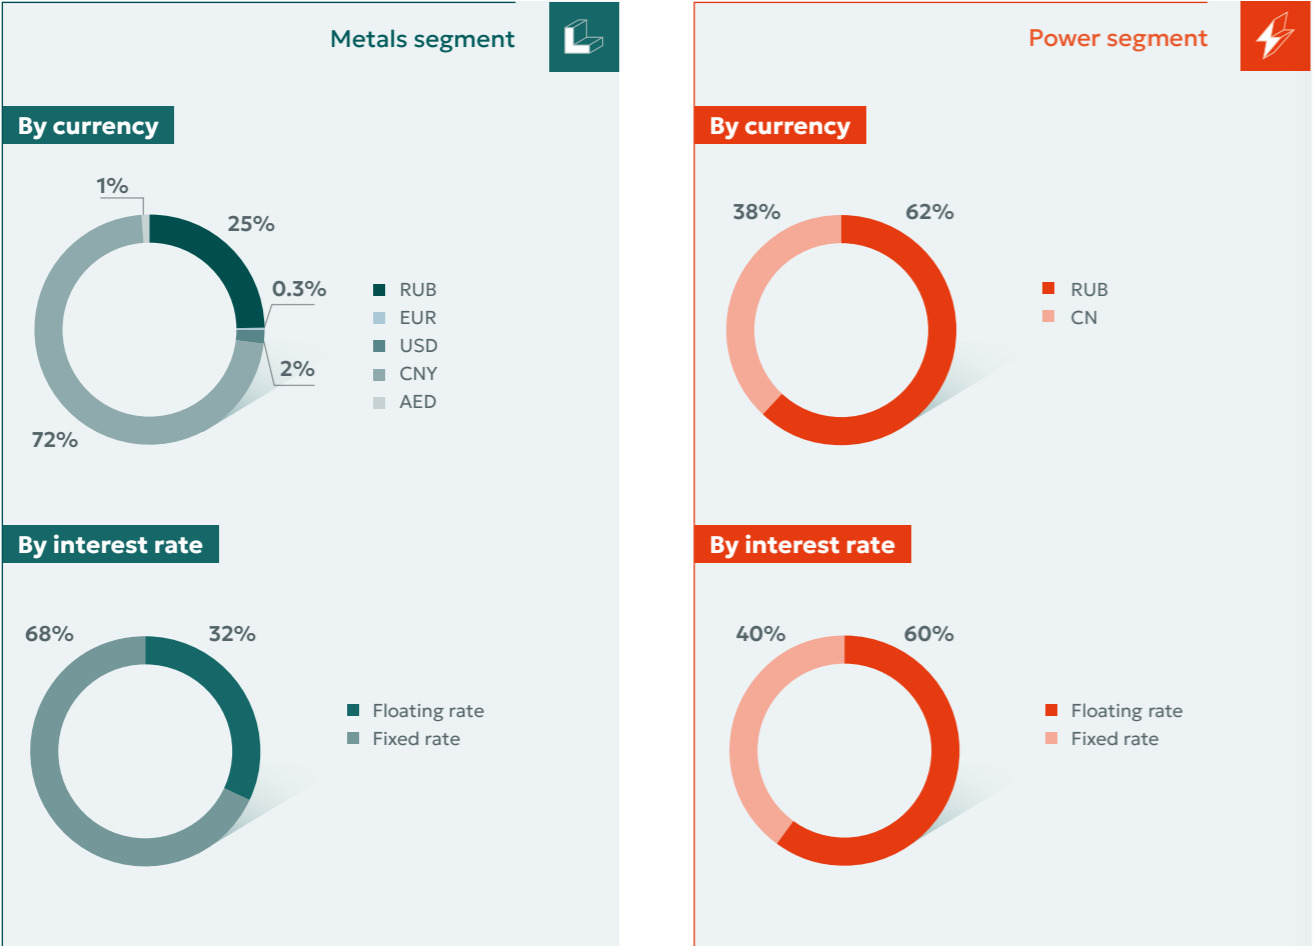 Metals segment
By currency
1%
25%
0.3%
2%
72%
RUB
EUR
USD
CNY
AED
By interest rate
68%
32%
Floating rate
Fixed rate
Power segment
By currency
38%
62%
RUB
CN
By interest rate
40%
60%
Floating rate
Fixed rate